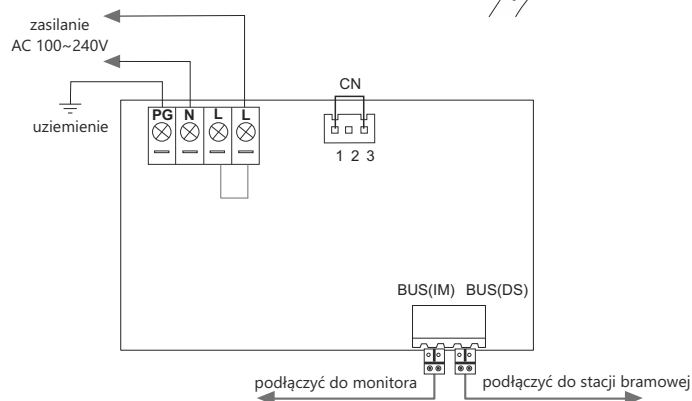 zasilanie
AC 100~240V
uziemienie
PG N L L
CN
1 2 3
BUS(IM) BUS(DS)
podłączyć do monitora
podłączyć do stacji bramowej